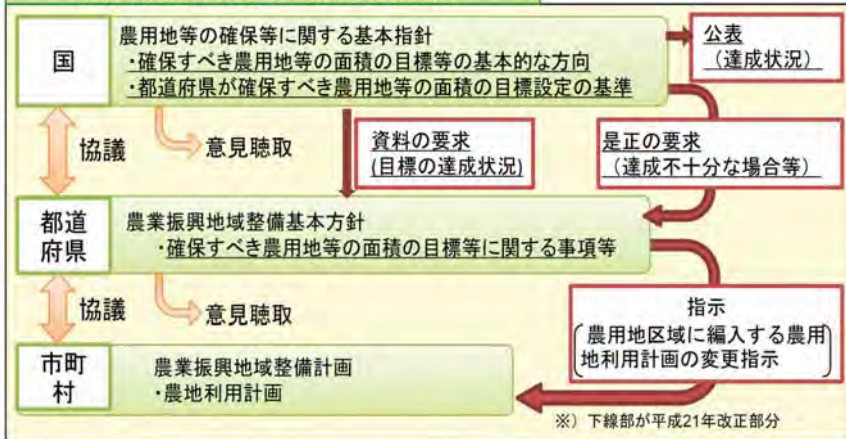 国
農用地等の確保等に関する基本指針
・確保すべき農用地等の面積の目標等の基本的な方向
・都道府県が確保すべき農用地等の面積の目標設定の基準
公表
（達成状況）
協議
意見聴取
資料の要求
(目標の達成状況)
是正の要求
（達成不十分な場合等）
都道
府県
農業振興地域整備基本方針
・確保すべき農用地等の面積の目標等に関する事項等
協議
意見聴取
指示
農用地区域に編入する農用
地利用計画の変更指示
市町
村
農業振興地域整備計画
・農地利用計画
※）下線部が平成21年改正部分